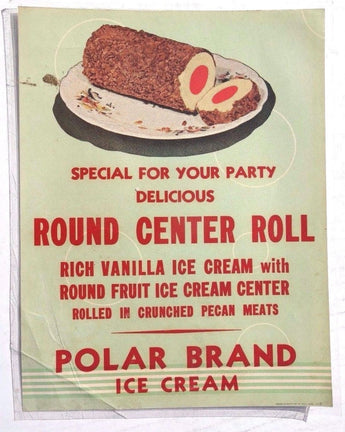 SPECIAL FOR YOUR PARTY
DELICIOUS
ROUND CENTER ROLL
RICH VANILLA ICE CREAM with
ROUND FRUIT ICE CREAM CENTER
ROLLED IN CRUNCHED PECAN MEATS
POLAR BRAND
ICE CREAM